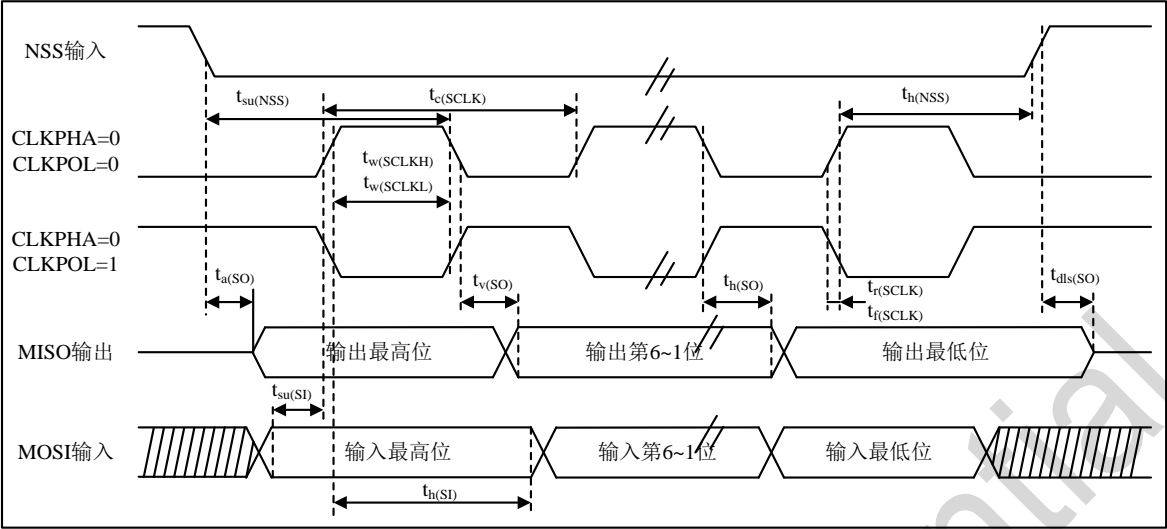 NSS输入
tsu(NSS)
tc(SCLK)
th(NSS)
CLKPHA=0
CLKPOL=0
tw(SCLKH)
tw(SCLKL)
CLKPHA=0
CLKPOL=1
ta(SO)
tv(SO)
th(SO)
tr(SCLK)
tf(SCLK)
tdls(SO)
MISO输出
输出最高位
输出第6~1位
输出最低位
tsu(SI)
MOSI输入
输入最高位
输入第6~1位
输入最低位
th(SI)
ntial